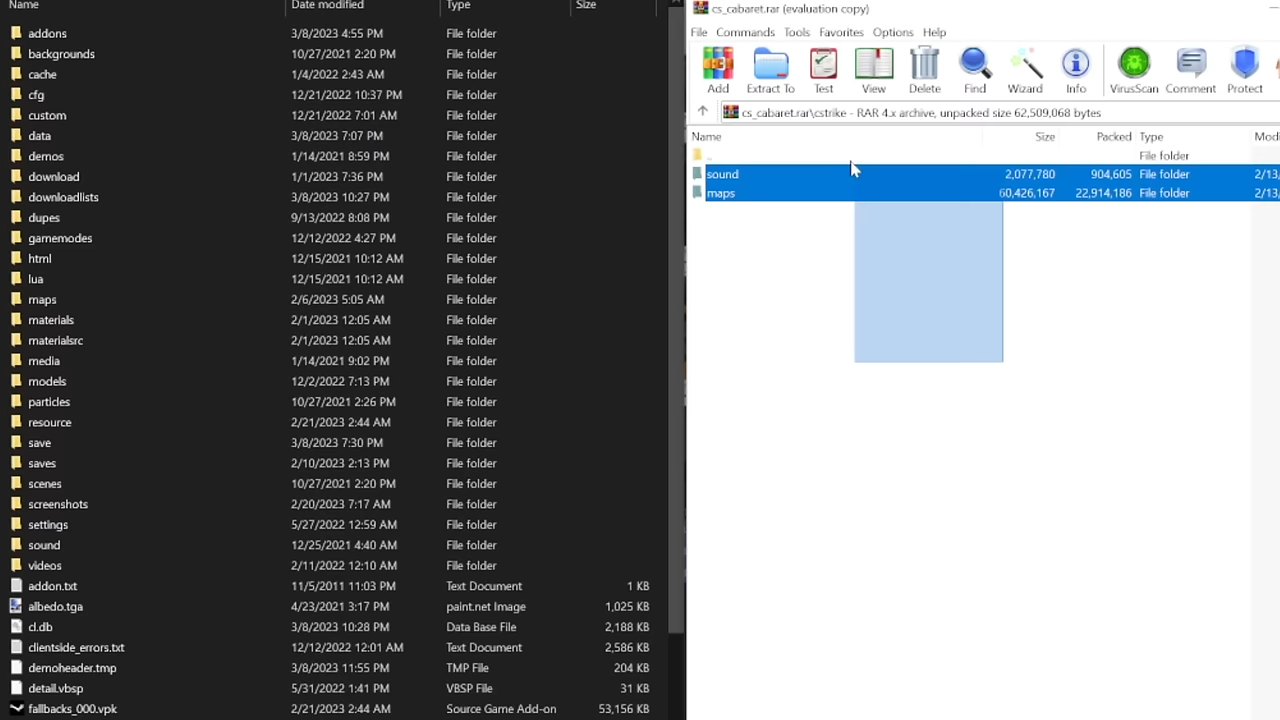 Name Date modified Type Size
addons 3/8/2023 4:55 PM File folder
backgrounds 10/27/2021 2:20 PM File folder
cache 1/4/2022 2:43 AM File folder
cfg 12/21/2022 10:37 PM File folder
custom 12/21/2022 7:01 AM File folder
data 3/8/2023 7:07 PM File folder
demos 1/14/2021 8:59 PM File folder
download 1/1/2023 7:36 PM File folder
downloadlists 3/8/2023 10:27 PM File folder
dupes 9/13/2022 8:08 PM File folder
gamemodes 12/12/2022 4:27 PM File folder
html 12/15/2021 10:12 AM File folder
lua 12/15/2021 10:12 AM File folder
maps 2/6/2023 5:05 AM File folder
materials 2/1/2023 12:05 AM File folder
materialsrc 2/1/2023 12:05 AM File folder
media 1/14/2021 9:02 PM File folder
models 12/2/2022 7:13 PM File folder
particles 10/27/2021 2:26 PM File folder
resource 2/21/2023 2:44 AM File folder
save 3/8/2023 7:30 PM File folder
saves 2/10/2023 2:13 PM File folder
scenes 10/27/2021 2:20 PM File folder
screenshots 2/20/2023 7:17 AM File folder
settings 5/27/2022 12:59 AM File folder
sound 12/25/2021 4:40 AM File folder
videos 2/11/2022 12:10 AM File folder
addon.txt 11/5/2011 11:03 PM Text Document 1 KB
albedo.tga 4/23/2021 3:17 PM paint.net Image 1,025 KB
cl.db 3/8/2023 10:28 PM Data Base File 2,188 KB
clientside_errors.txt 12/12/2022 12:01 AM Text Document 2,586 KB
demoheader.tmp 3/8/2023 11:55 PM TMP File 204 KB
detail.vbsp 5/31/2022 1:41 PM VBSP File 31 KB
fallbacks_000.vpk 2/21/2023 2:44 AM Source Game Add-on 53,156 KB
cs_cabaret.rar (evaluation copy)
File Commands Tools Favorites Options Help
Add Extract To Test View Delete Find Wizard Info VirusScan Comment Protect
cs_cabaret.rar\cstrike - RAR 4.x archive, unpacked size 62,509,068 bytes
Name Size Packed Type Modi
.. File folder
sound 2,077,780 904,605 File folder 2/13/
maps 60,426,167 22,914,186 File folder 2/13/